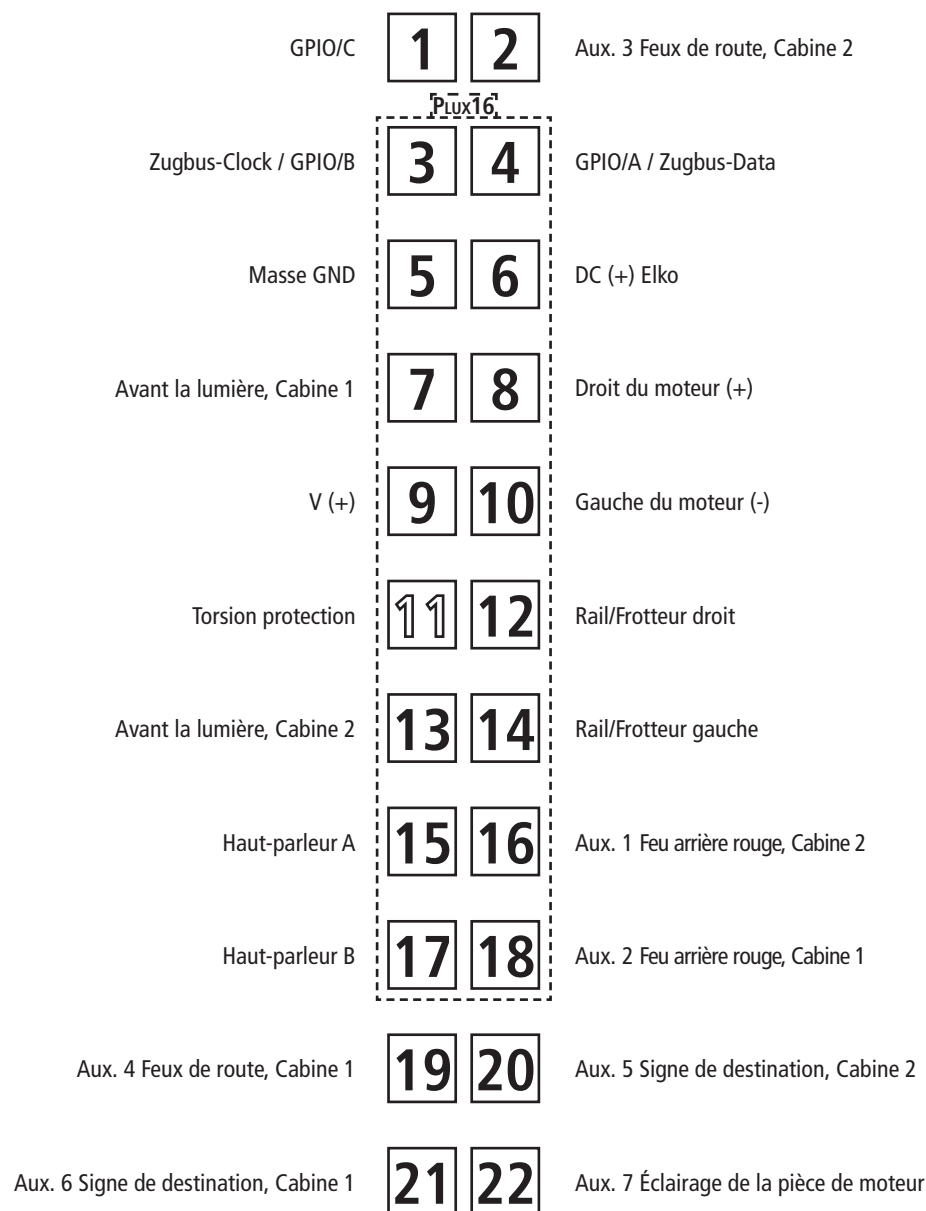 GPIO/C 1 2 Aux. 3 Feux de route, Cabine 2
PLUX16
Zugbus-Clock / GPIO/B 3 4 GPIO/A / Zugbus-Data
Masse GND 5 6 DC (+) Elko
Avant la lumière, Cabine 1 7 8 Droit du moteur (+)
V (+) 9 10 Gauche du moteur (-)
Torsion protection 11 12 Rail/Frotteur droit
Avant la lumière, Cabine 2 13 14 Rail/Frotteur gauche
Haut-parleur A 15 16 Aux. 1 Feu arrière rouge, Cabine 2
Haut-parleur B 17 18 Aux. 2 Feu arrière rouge, Cabine 1
Aux. 4 Feux de route, Cabine 1 19 20 Aux. 5 Signe de destination, Cabine 2
Aux. 6 Signe de destination, Cabine 1 21 22 Aux. 7 Éclairage de la pièce de moteur